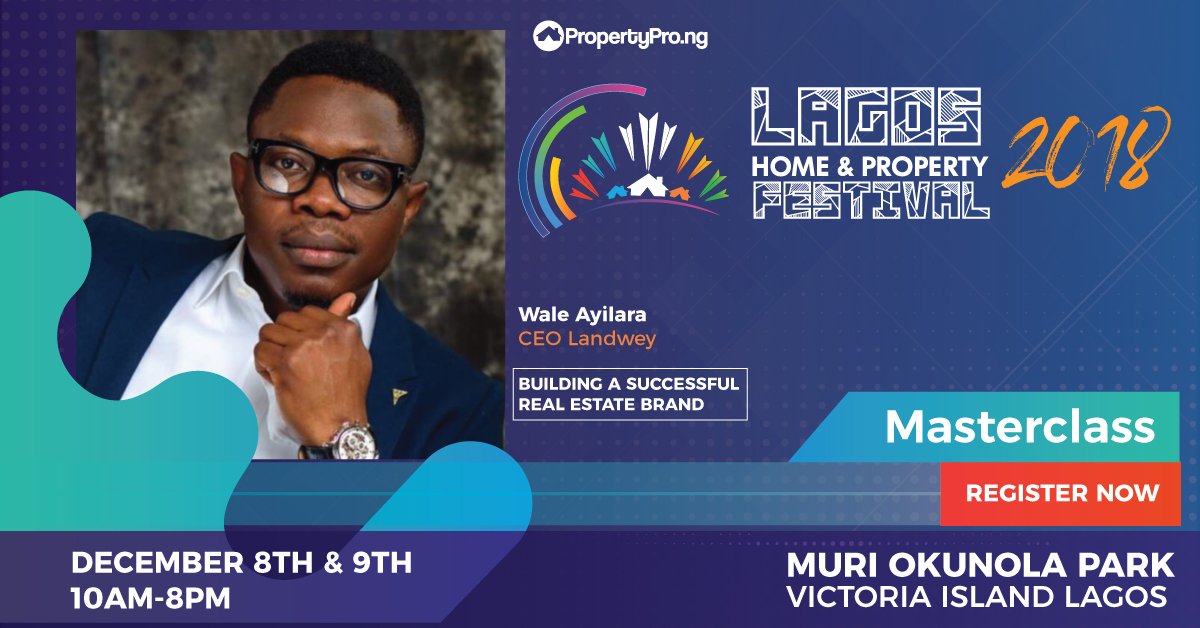 PropertyPro.ng
LAGOS
HOME & PROPERTY
FESTIVAL
2018
Wale Ayilara
CEO Landwey
BUILDING A SUCCESSFUL
REAL ESTATE BRAND
Masterclass
REGISTER NOW
DECEMBER 8TH & 9TH
10AM-8PM
MURI OKUNOLA PARK
VICTORIA ISLAND LAGOS